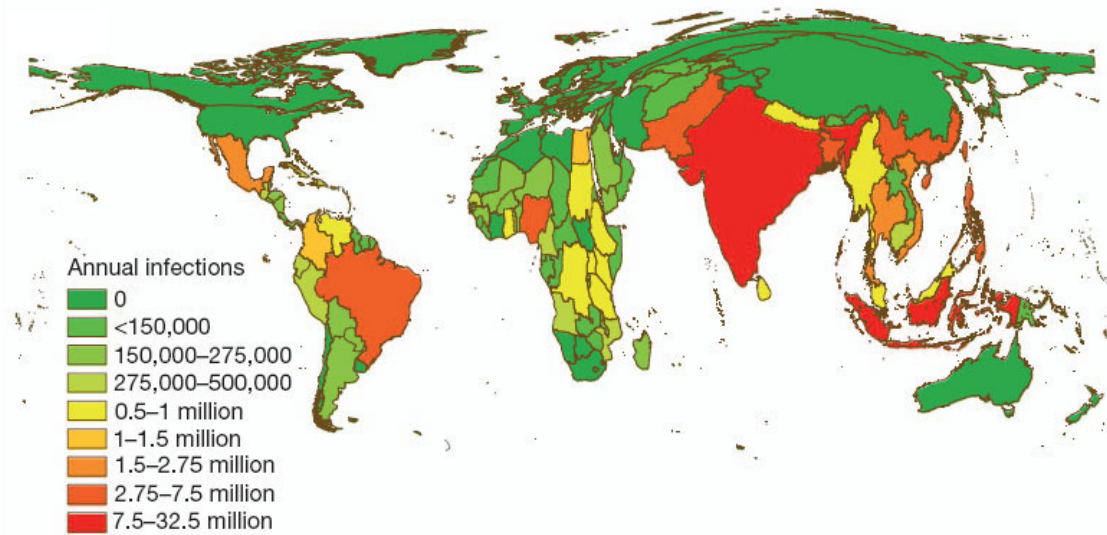 Annual infections
0
<150,000
150,000–275,000
275,000–500,000
0.5–1 million
1–1.5 million
1.5–2.75 million
2.75–7.5 million
7.5–32.5 million